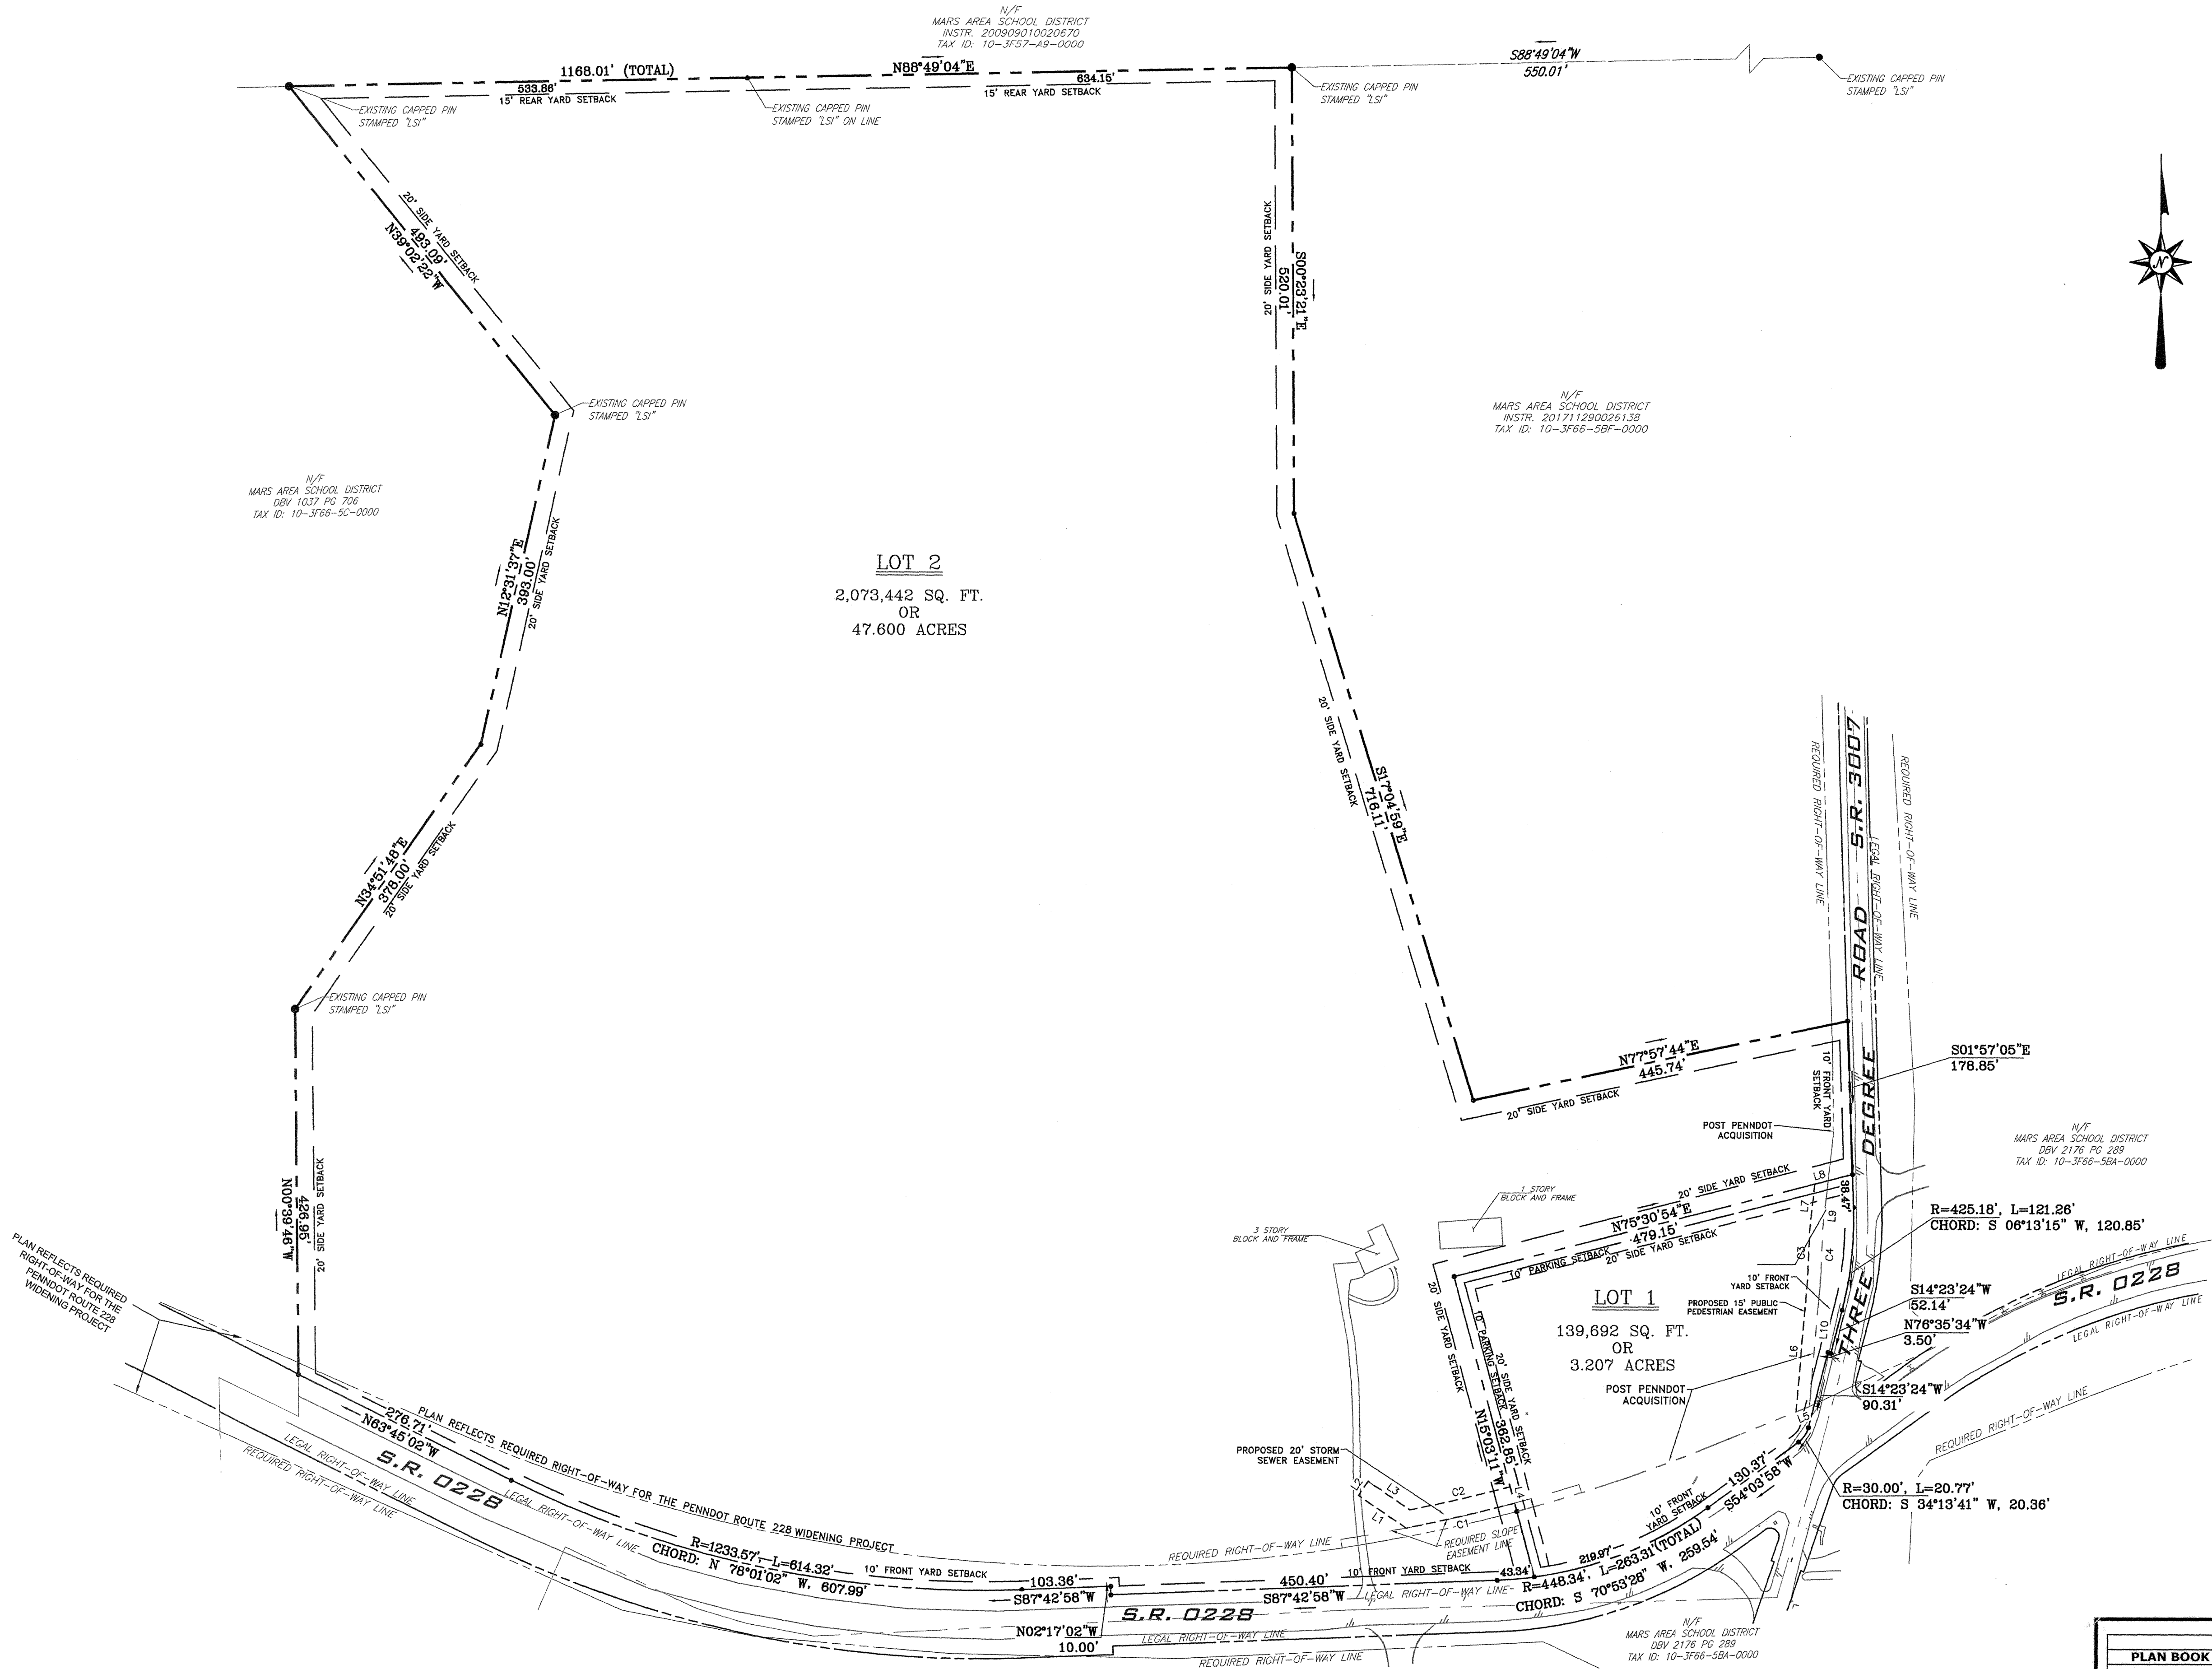 N/F
MARS AREA SCHOOL DISTRICT
INSTR. 200909010020670
TAX ID: 10-3F57-A9-0000
1168.01' (TOTAL)
N88°49'04"E
S88°49'04"W
550.01'
533.86'
634.15'
15' REAR YARD SETBACK
15' REAR YARD SETBACK
EXISTING CAPPED PIN
STAMPED "LSI"
EXISTING CAPPED PIN
STAMPED "LSI" ON LINE
EXISTING CAPPED PIN
STAMPED "LSI"
EXISTING CAPPED PIN
STAMPED "LSI"
20' SIDE YARD SETBACK
493.09'
N39°02'22"W
20' SIDE YARD SETBACK
520.01'
S00°23'21"E
N
EXISTING CAPPED PIN
STAMPED "LSI"
N/F
MARS AREA SCHOOL DISTRICT
INSTR. 201711290026138
TAX ID: 10-3F66-5BF-0000
N/F
MARS AREA SCHOOL DISTRICT
DBV 1037 PG 706
TAX ID: 10-3F66-5C-0000
N12°31'37"E
393.00'
20' SIDE YARD SETBACK
LOT 2
2,073,442 SQ. FT.
OR
47.600 ACRES
20' SIDE YARD SETBACK
S17°04'59"E
716.11'
REQUIRED RIGHT-OF-WAY LINE
THREE DEGREE ROAD S.R. 3007
LEGAL RIGHT-OF-WAY LINE
REQUIRED RIGHT-OF-WAY LINE
N34°51'48"E
378.00'
20' SIDE YARD SETBACK
EXISTING CAPPED PIN
STAMPED "LSI"
N77°57'44"E
445.74'
20' SIDE YARD SETBACK
10' FRONT YARD
SETBACK
S01°57'05"E
178.85'
POST PENNDOT
ACQUISITION
N/F
MARS AREA SCHOOL DISTRICT
DBV 2176 PG 289
TAX ID: 10-3F66-5BA-0000
N00°39'46"W
426.95'
20' SIDE YARD SETBACK
1 STORY
BLOCK AND FRAME
3 STORY
BLOCK AND FRAME
20' SIDE YARD SETBACK
N75°30'54"E
479.15'
10' PARKING SETBACK
20' SIDE YARD SETBACK
L8
38.47'
L7
L9
C3
C4
R=425.18', L=121.26'
CHORD: S 06°13'15" W, 120.85'
10' FRONT
YARD SETBACK
PROPOSED 15' PUBLIC
PEDESTRIAN EASEMENT
S14°23'24"W
52.14'
N76°35'34"W
3.50'
L10
L6
L5
S14°23'24"W
90.31'
LOT 1
139,692 SQ. FT.
OR
3.207 ACRES
POST PENNDOT
ACQUISITION
20' SIDE YARD SETBACK
10' PARKING SETBACK
20' SIDE YARD SETBACK
N15°03'11"W
362.85'
LEGAL RIGHT-OF-WAY LINE
S.R. 0228
LEGAL RIGHT-OF-WAY LINE
REQUIRED RIGHT-OF-WAY LINE
PLAN REFLECTS REQUIRED
RIGHT-OF-WAY FOR THE
PENNDOT ROUTE 228
WIDENING PROJECT
276.71'
N63°45'02"W
PLAN REFLECTS REQUIRED RIGHT-OF-WAY FOR THE PENNDOT ROUTE 228 WIDENING PROJECT
S.R. 0228
LEGAL RIGHT-OF-WAY LINE
REQUIRED RIGHT-OF-WAY LINE
LEGAL RIGHT-OF-WAY LINE
R=1233.57', L=614.32'
CHORD: N 78°01'02" W, 607.99'
10' FRONT YARD SETBACK
PROPOSED 20' STORM
SEWER EASEMENT
L2
L3
L1
C2
C1
L4
REQUIRED RIGHT-OF-WAY LINE
REQUIRED SLOPE
EASEMENT LINE
103.36'
S87°42'58"W
450.40'
S87°42'58"W
10' FRONT YARD SETBACK
43.34'
LEGAL RIGHT-OF-WAY LINE
219.97'
R=448.34', L=263.31'(TOTAL)
CHORD: S 70°53'28" W, 259.54'
10' FRONT
YARD SETBACK
130.37'
S54°03'58"W
R=30.00', L=20.77'
CHORD: S 34°13'41" W, 20.36'
S.R. 0228
N02°17'02"W
10.00'
LEGAL RIGHT-OF-WAY LINE
REQUIRED RIGHT-OF-WAY LINE
N/F
MARS AREA SCHOOL DISTRICT
DBV 2176 PG 289
TAX ID: 10-3F66-5BA-0000
PLAN BOOK